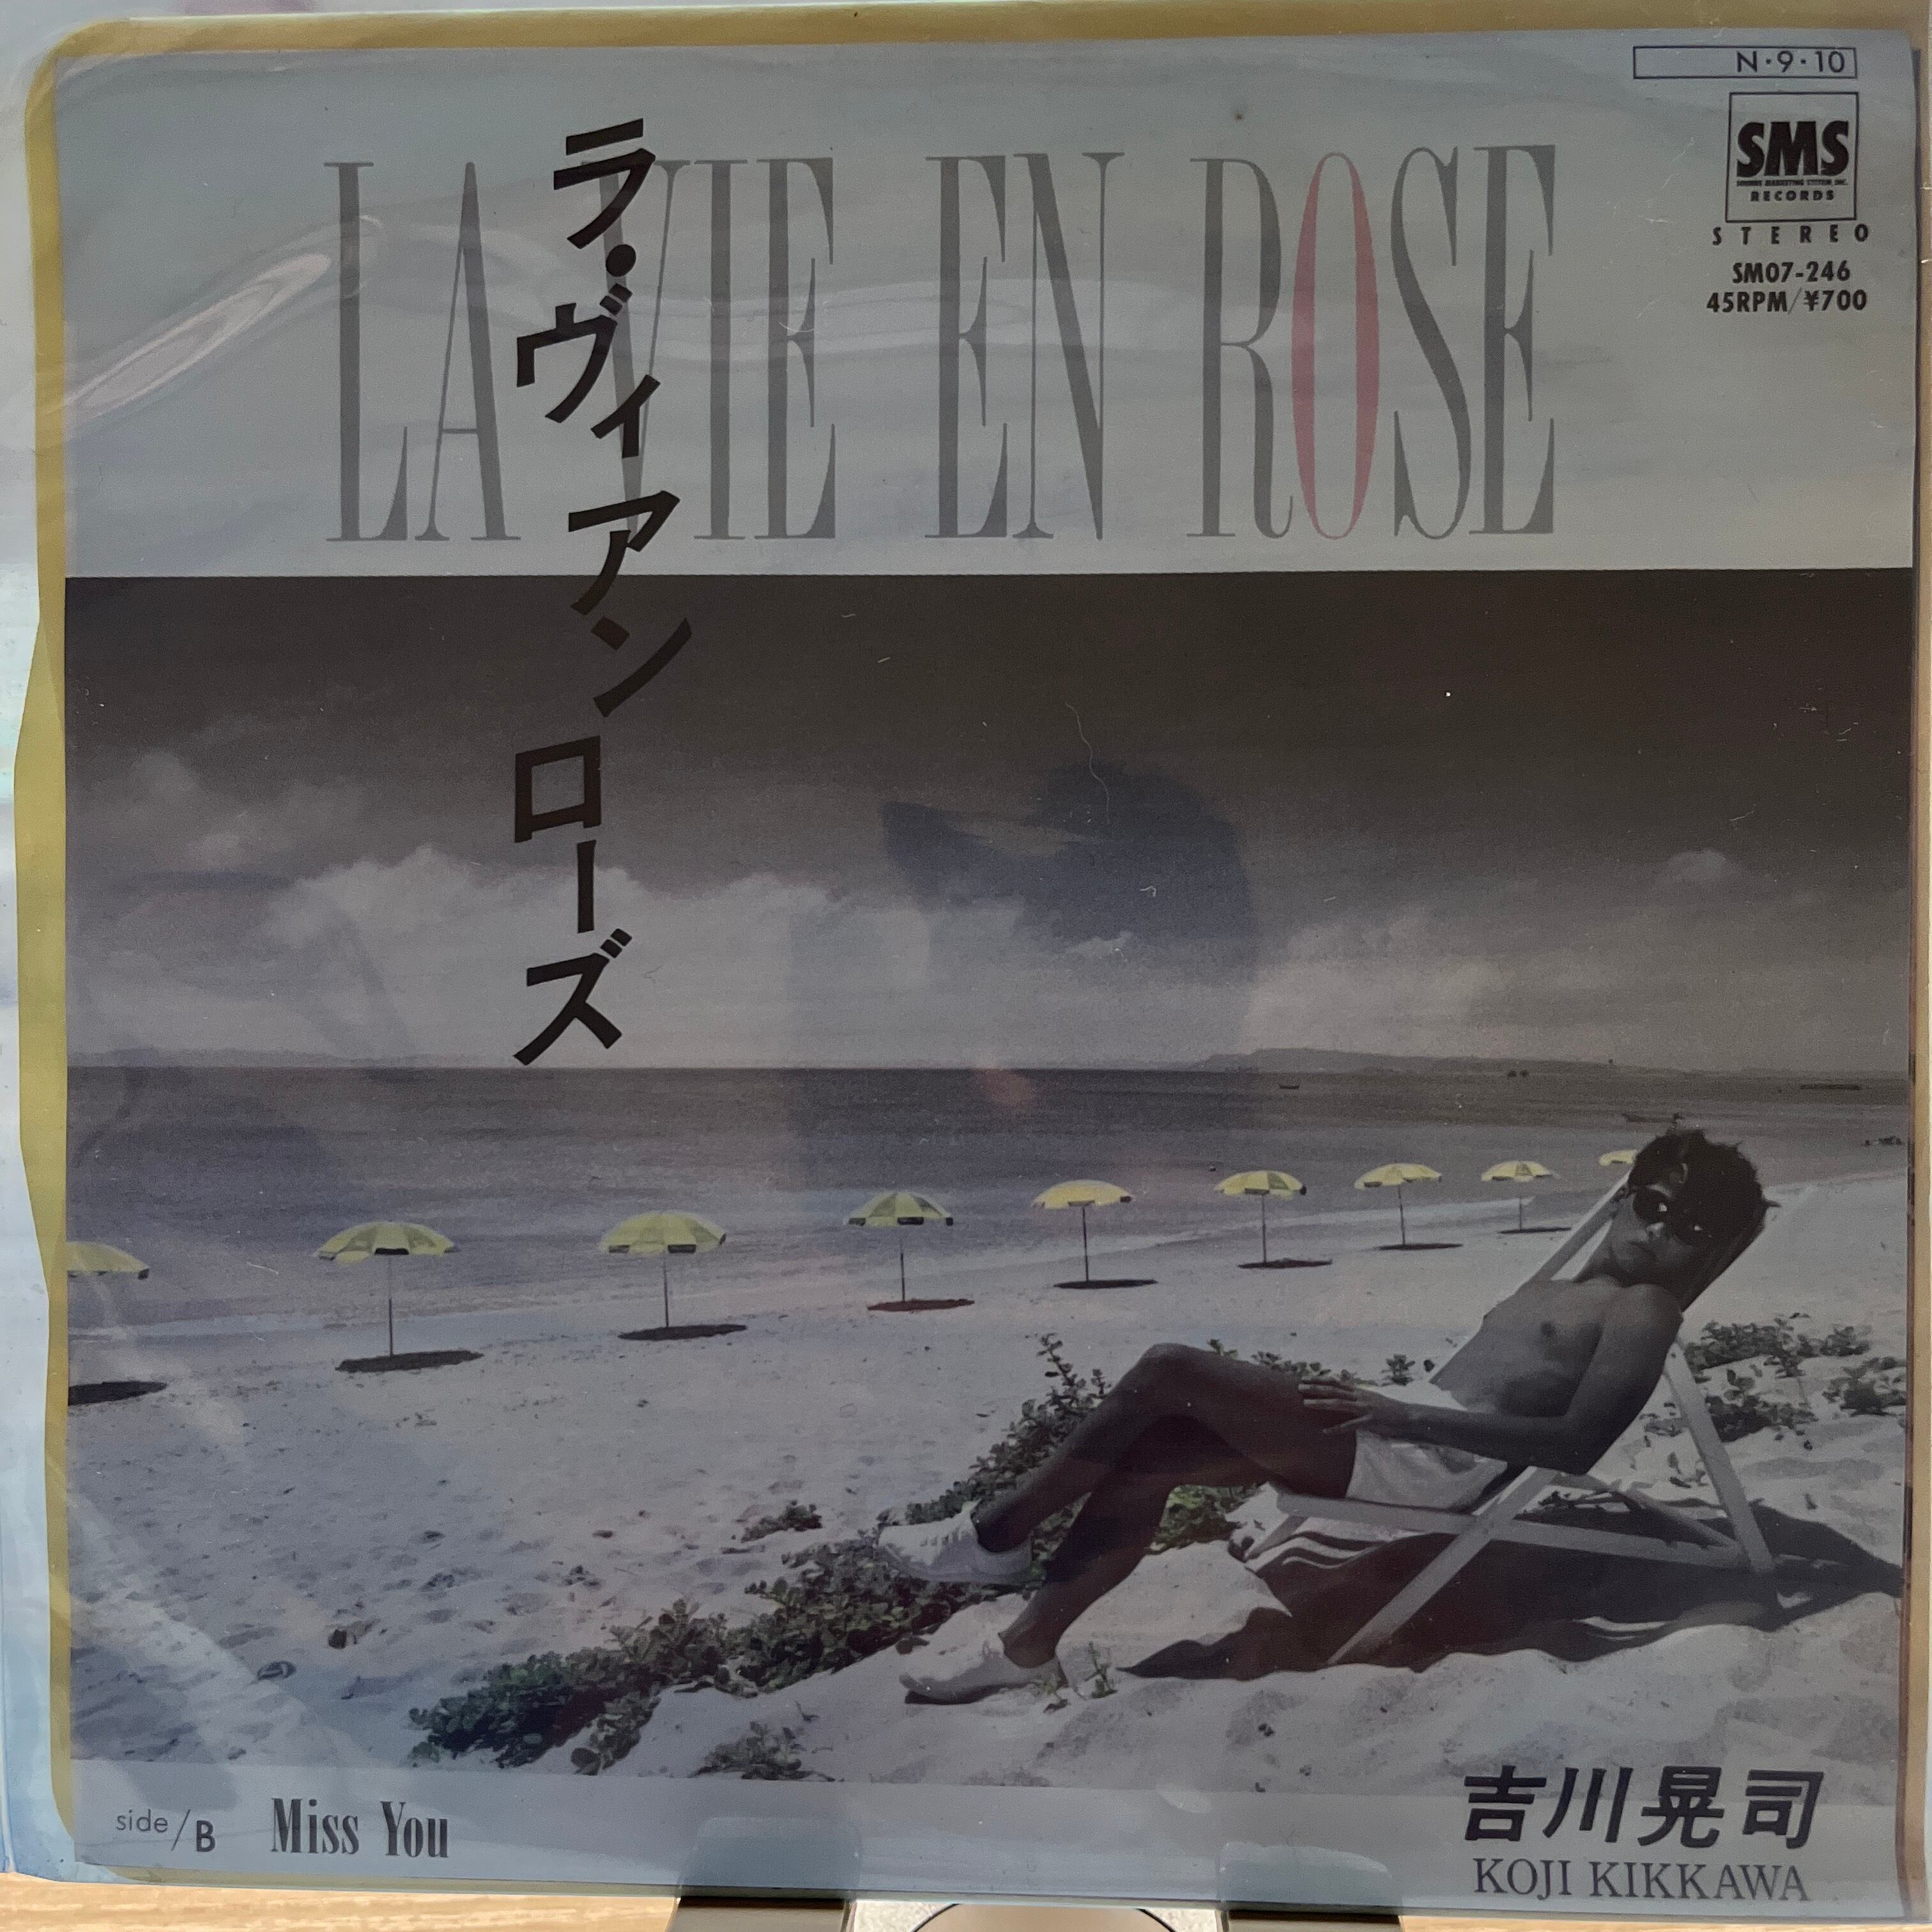 N・9・10
SMS
SOUNDS MARKETING SYSTEM INC.
RECORDS
STEREO
SM07-246
45RPM/¥700
LA VIE EN ROSE
ラ・ヴィアン ローズ
side/B Miss You
吉川晃司
KOJI KIKKAWA